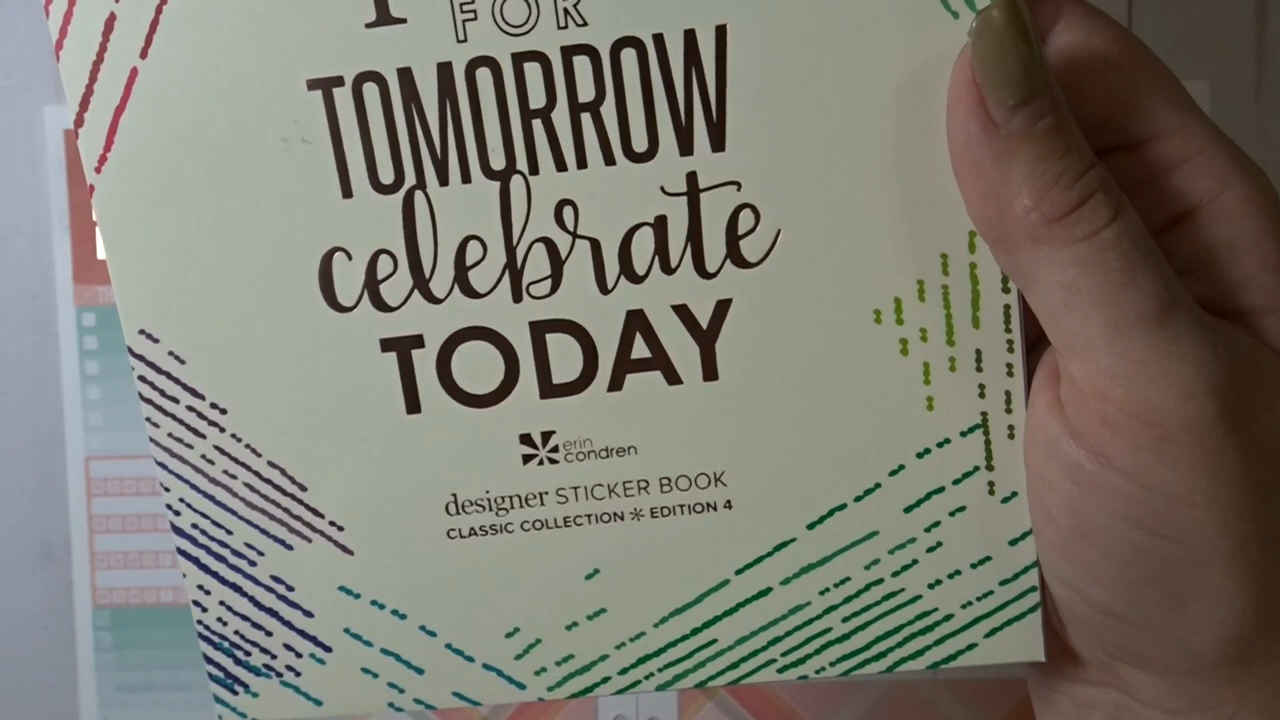 FOR
TOMORROW
celebrate
TODAY
erin
condren
designer STICKER BOOK
CLASSIC COLLECTION * EDITION 4